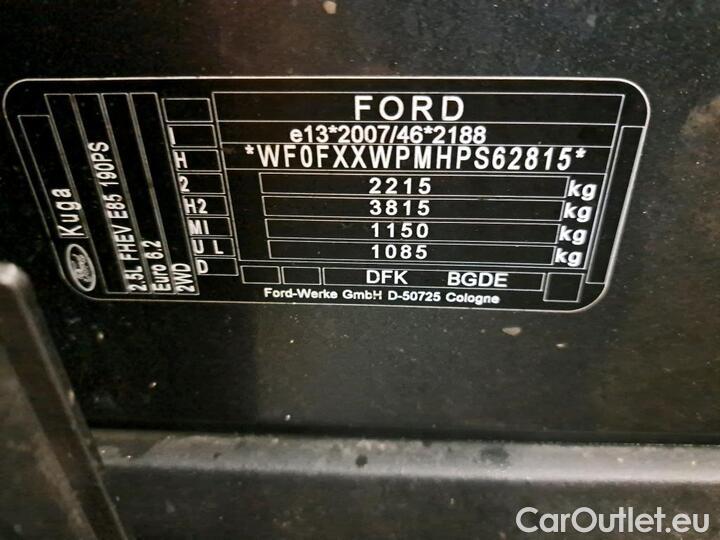 FORD
e13*2007/46*2188
*WF0FXXWPMHPS62815*
2215 kg
3815 kg
1150 kg
1085 kg
DFK BGDE
Ford-Werke GmbH D-50725 Cologne
Ford Kuga
2.5L FHEV E85 190PS
Euro 6.2
2WD
I
H
2
H2
MI
U L
D
CarOutlet.eu